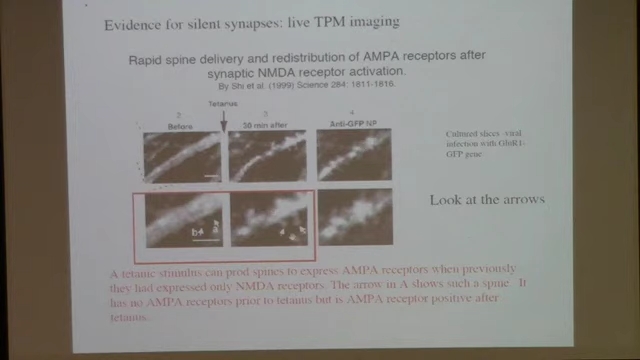 Evidence for silent synapses: live TPM imaging
Rapid spine delivery and redistribution of AMPA receptors after
synaptic NMDA receptor activation.
By Shi et al. (1999) Science 284: 1811-1816.
Tetanus
2 3 4
Before 30 min after Anti-GFP NP
Cultured slices -viral
infection with GluR1-
GFP gene
Look at the arrows
A tetanic stimulus can prod spines to express AMPA receptors when previously
they had expressed only NMDA receptors. The arrow in A shows such a spine. It
has no AMPA receptors prior to tetanus but is AMPA receptor positive after
tetanus.